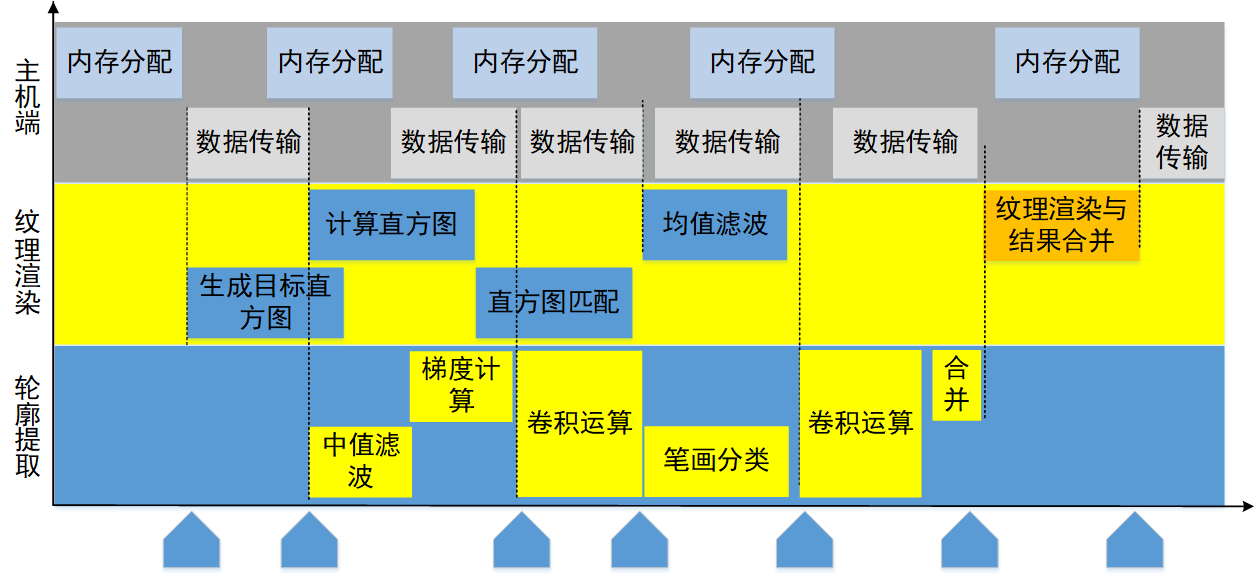 主机端
内存分配
内存分配
内存分配
内存分配
内存分配
数据传输
数据传输
数据传输
数据传输
数据传输
数据
传输
纹理渲染
计算直方图
均值滤波
纹理渲染与
结果合并
生成目标直
方图
直方图匹配
轮廓提取
梯度计
算
卷积运算
卷积运算
合
并
中值滤
波
笔画分类